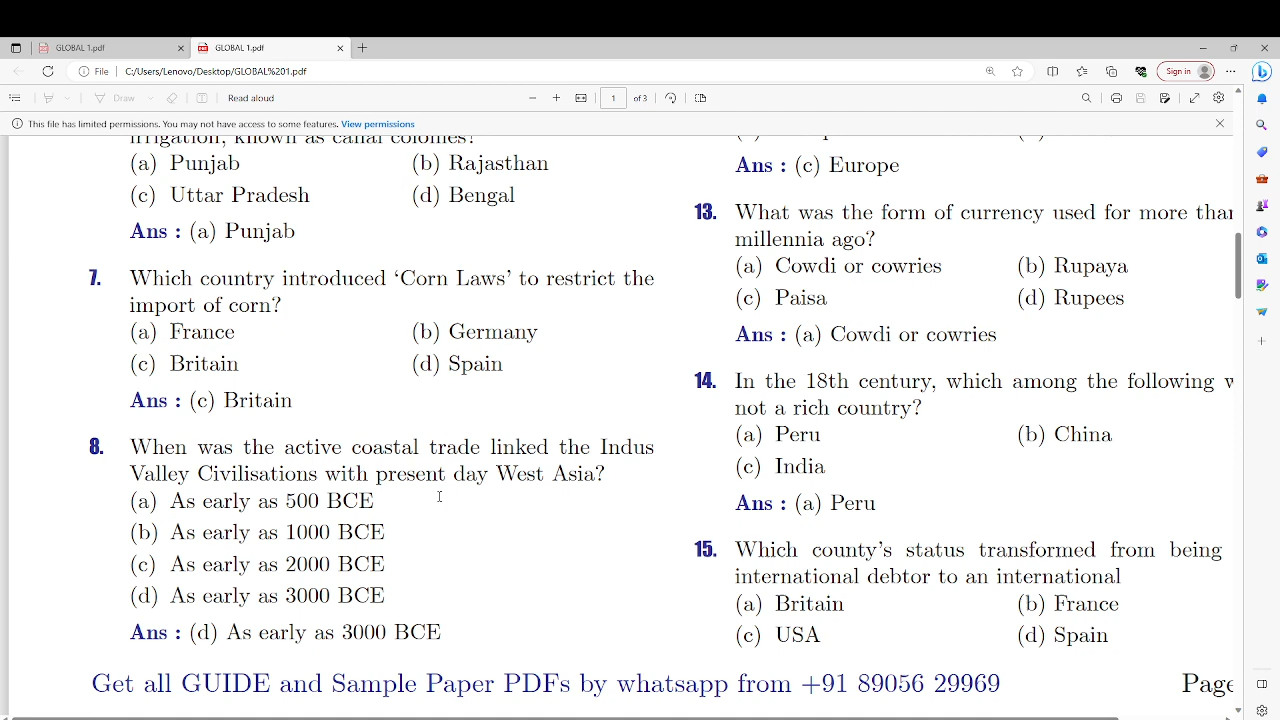 GLOBAL 1.pdf
GLOBAL 1.pdf
File
C:/Users/Lenovo/Desktop/GLOBAL%201.pdf
Sign in
Draw
Read aloud
1
of 3
This file has limited permissions. You may not have access to some features. View permissions
irrigation, known as canal colonies?
(a) Punjab (b) Rajasthan
(c) Uttar Pradesh (d) Bengal
Ans : (a) Punjab
7. Which country introduced ‘Corn Laws’ to restrict the
import of corn?
(a) France (b) Germany
(c) Britain (d) Spain
Ans : (c) Britain
8. When was the active coastal trade linked the Indus
Valley Civilisations with present day West Asia?
(a) As early as 500 BCE
(b) As early as 1000 BCE
(c) As early as 2000 BCE
(d) As early as 3000 BCE
Ans : (d) As early as 3000 BCE
Ans : (c) Europe
13. What was the form of currency used for more than
millennia ago?
(a) Cowdi or cowries (b) Rupaya
(c) Paisa (d) Rupees
Ans : (a) Cowdi or cowries
14. In the 18th century, which among the following
not a rich country?
(a) Peru (b) China
(c) India
Ans : (a) Peru
15. Which county’s status transformed from being
international debtor to an international
(a) Britain (b) France
(c) USA (d) Spain
Get all GUIDE and Sample Paper PDFs by whatsapp from +91 89056 29969
Page